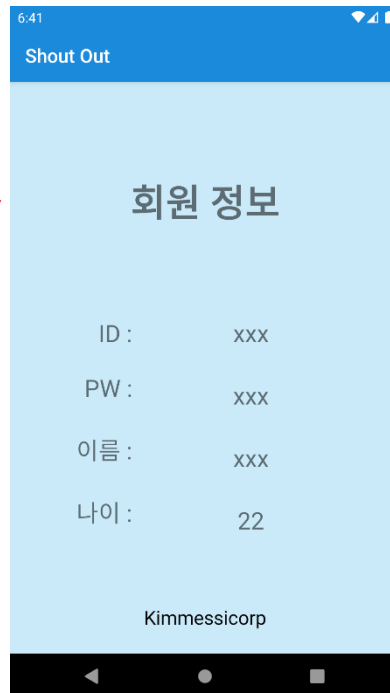 6:41
Shout Out
회원 정보
ID : xxx
PW : xxx
이름 : xxx
나이 : 22
Kimmessicorp